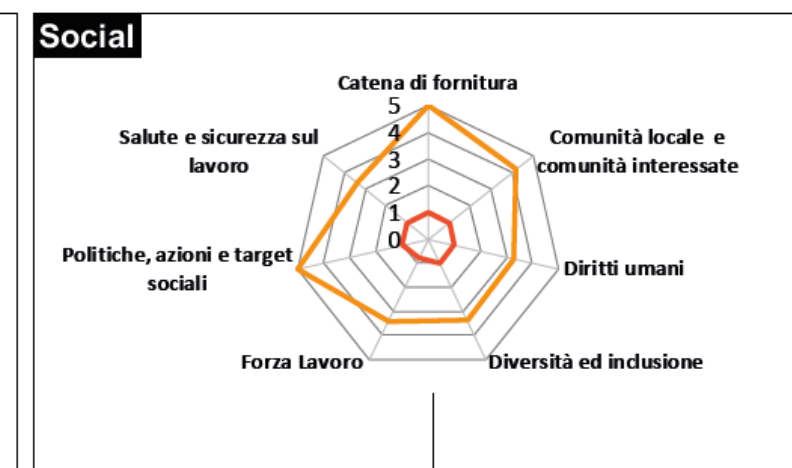 Social
Catena di fornitura
5
4
3
2
1
0
Salute e sicurezza sul
lavoro
Comunità locale e
comunità interessate
Politiche, azioni e target
sociali
Diritti umani
Forza Lavoro
Diversità ed inclusione